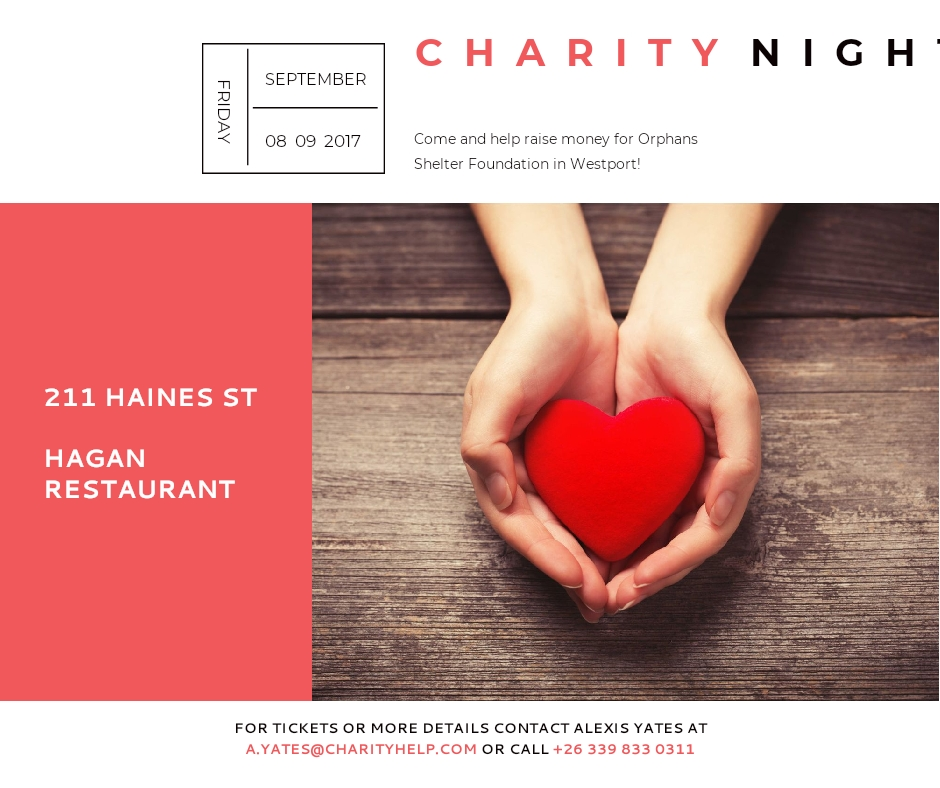 FRIDAY
SEPTEMBER
08 09 2017
CHARITY NIGHT
Come and help raise money for Orphans
Shelter Foundation in Westport!
211 HAINES ST
HAGAN
RESTAURANT
FOR TICKETS OR MORE DETAILS CONTACT ALEXIS YATES AT
A.YATES@CHARITYHELP.COM OR CALL +26 339 833 0311